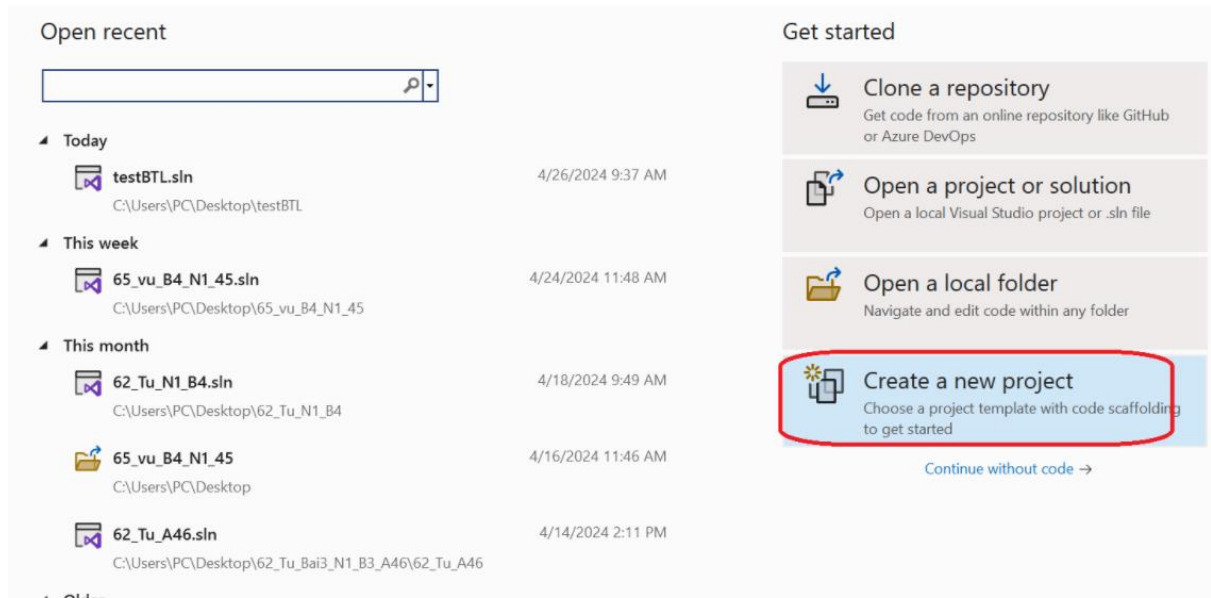 Open recent
Today
testBTL.sln 4/26/2024 9:37 AM
C:\Users\PC\Desktop\testBTL
This week
65_vu_B4_N1_45.sln 4/24/2024 11:48 AM
C:\Users\PC\Desktop\65_vu_B4_N1_45
This month
62_Tu_N1_B4.sln 4/18/2024 9:49 AM
C:\Users\PC\Desktop\62_Tu_N1_B4
65_vu_B4_N1_45 4/16/2024 11:46 AM
C:\Users\PC\Desktop
62_Tu_A46.sln 4/14/2024 2:11 PM
C:\Users\PC\Desktop\62_Tu_Bai3_N1_B3_A46\62_Tu_A46
Get started
Clone a repository
Get code from an online repository like GitHub
or Azure DevOps
Open a project or solution
Open a local Visual Studio project or .sln file
Open a local folder
Navigate and edit code within any folder
Create a new project
Choose a project template with code scaffolding
to get started
Continue without code →